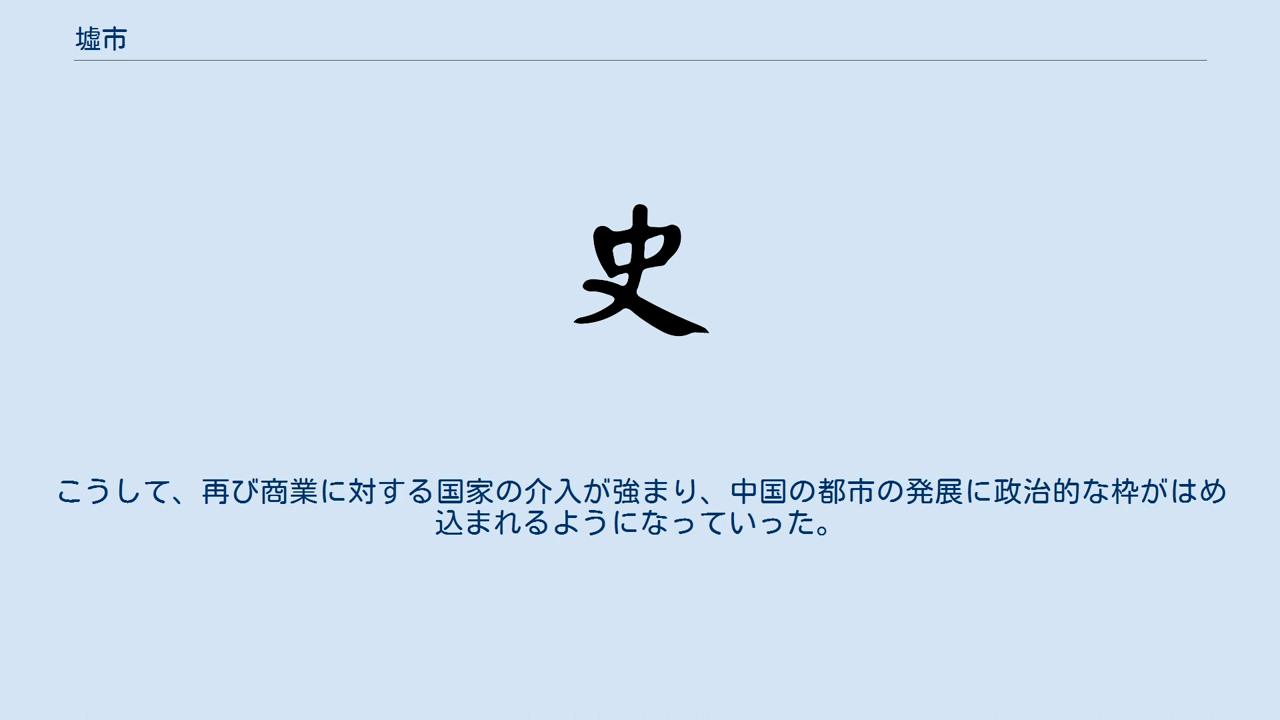 墟市
史
こうして、再び商業に対する国家の介入が強まり、中国の都市の発展に政治的な枠がはめ
込まれるようになっていった。